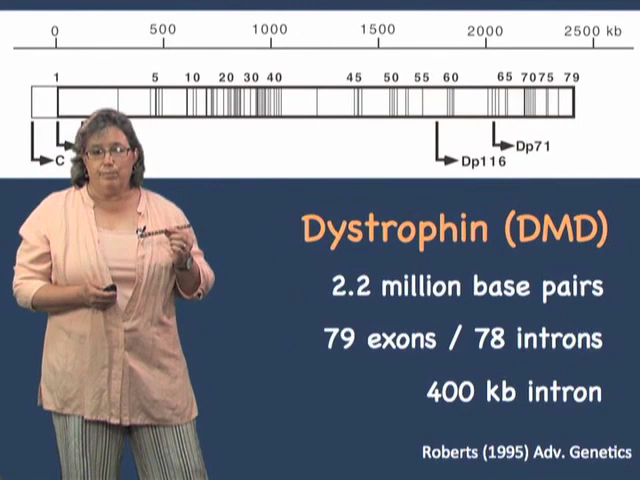 0 500 1000 1500 2000 2500 kb
1 5 10 20 30 40 45 50 55 60 65 70 75 79
Dp71
C Dp116
Dystrophin (DMD)
2.2 million base pairs
79 exons / 78 introns
400 kb intron
Roberts (1995) Adv. Genetics